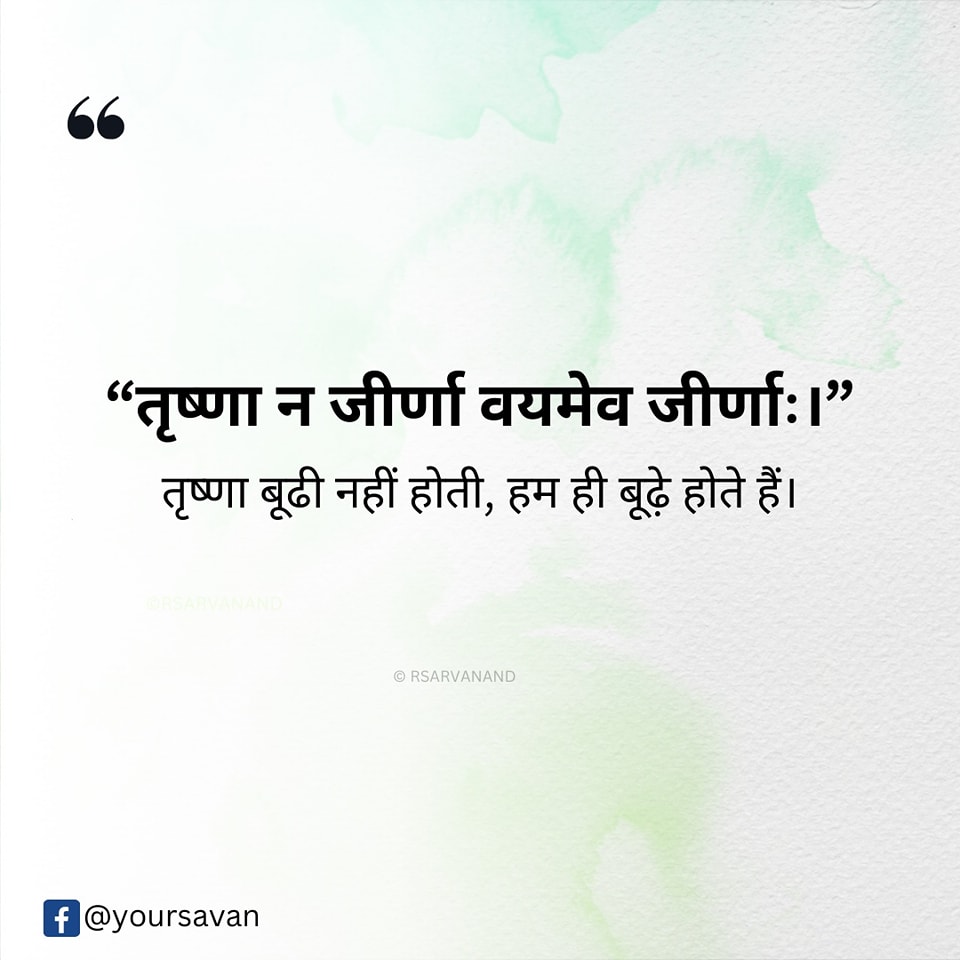 “
“तृष्णा न जीर्णा वयमेव जीर्णाः।”
तृष्णा बूढी नहीं होती, हम ही बूढ़े होते हैं।
©RSARVANAND
© RSARVANAND
@yoursavan